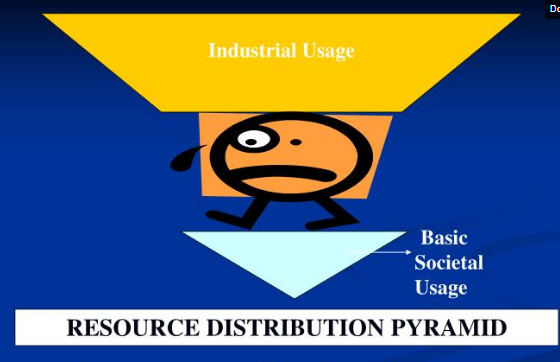 Industrial Usage
Basic
Societal
Usage
RESOURCE DISTRIBUTION PYRAMID